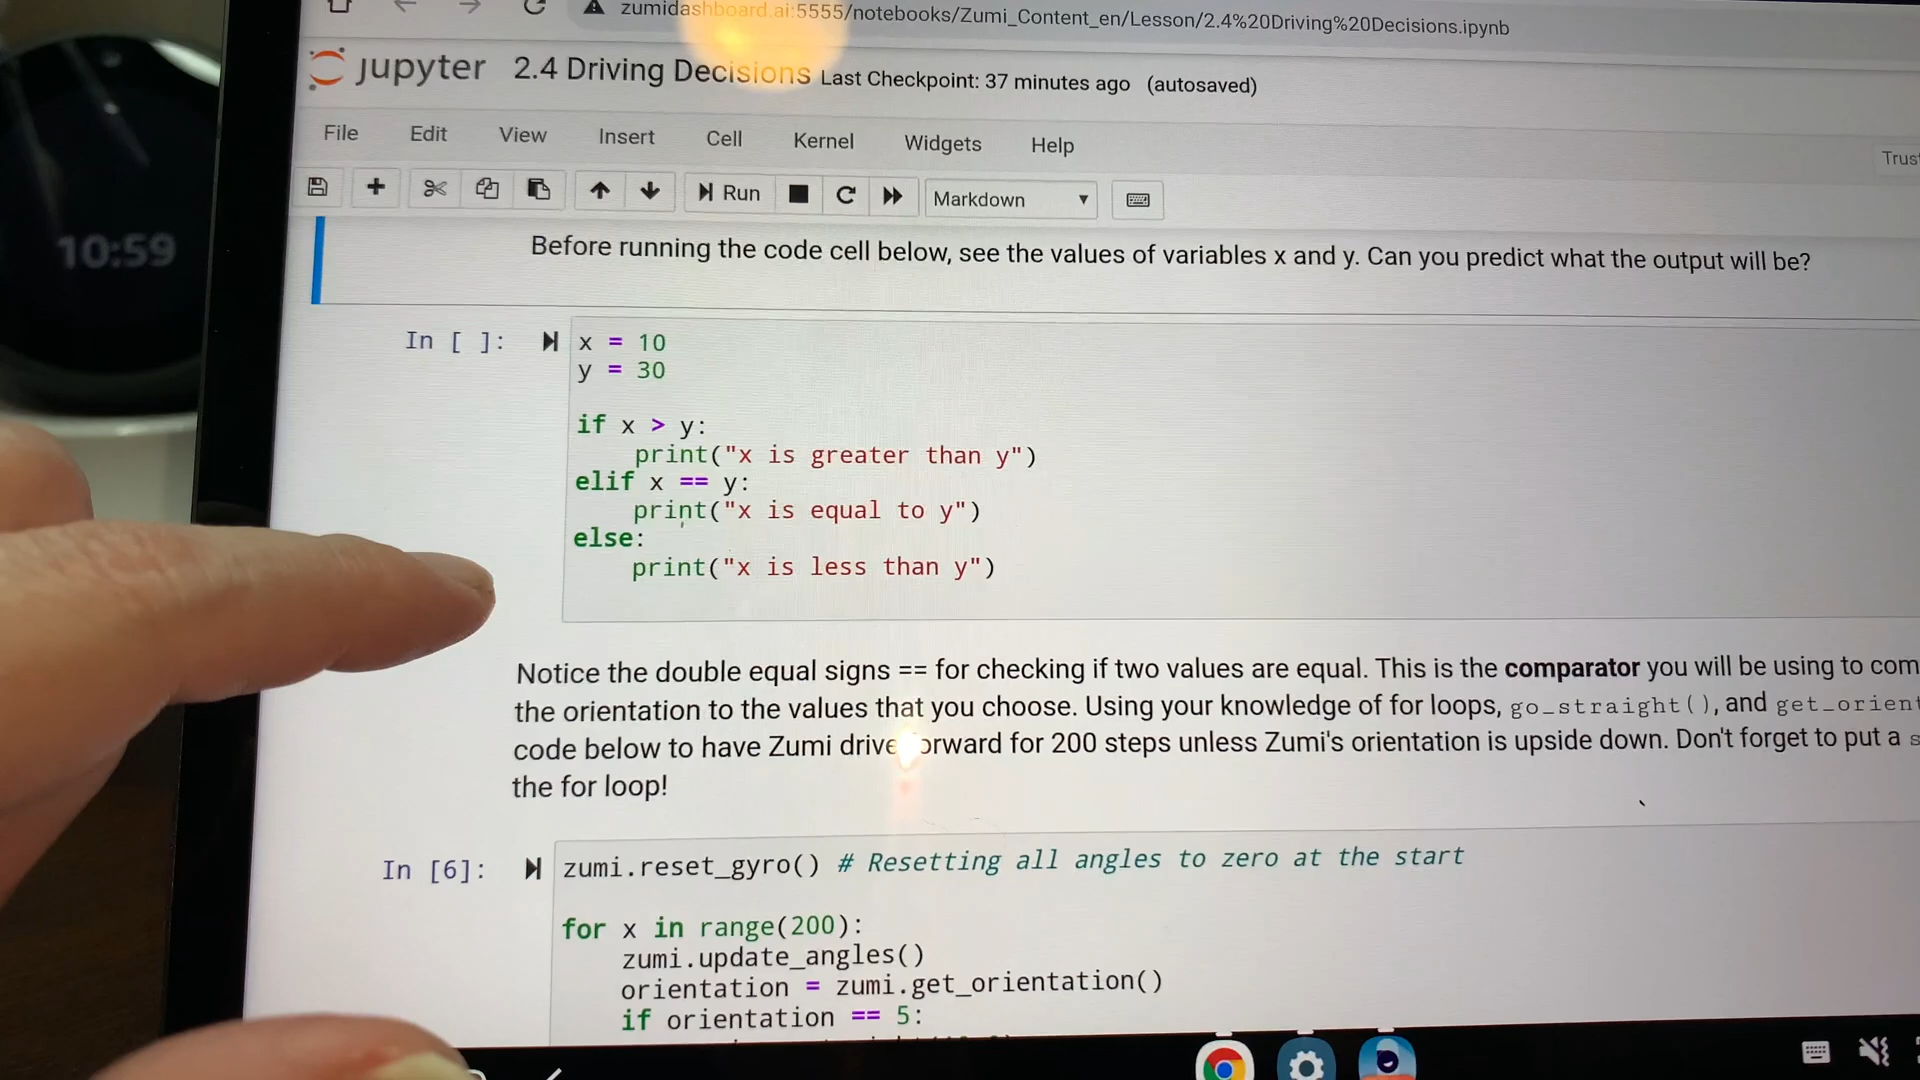 zumidashboard.ai:5555/notebooks/Zumi_Content_en/Lesson/2.4%20Driving%20Decisions.ipynb
jupyter 2.4 Driving Decisions Last Checkpoint: 37 minutes ago (autosaved)
File Edit View Insert Cell Kernel Widgets Help
Run Markdown
10:59
Before running the code cell below, see the values of variables x and y. Can you predict what the output will be?
In [ ]: x = 10
y = 30
if x > y:
print("x is greater than y")
elif x == y:
print("x is equal to y")
else:
print("x is less than y")
Notice the double equal signs == for checking if two values are equal. This is the comparator you will be using to com
the orientation to the values that you choose. Using your knowledge of for loops, go_straight(), and get_orient
code below to have Zumi drive forward for 200 steps unless Zumi's orientation is upside down. Don't forget to put a s
the for loop!
In [6]: zumi.reset_gyro() # Resetting all angles to zero at the start
for x in range(200):
zumi.update_angles()
orientation = zumi.get_orientation()
if orientation == 5: